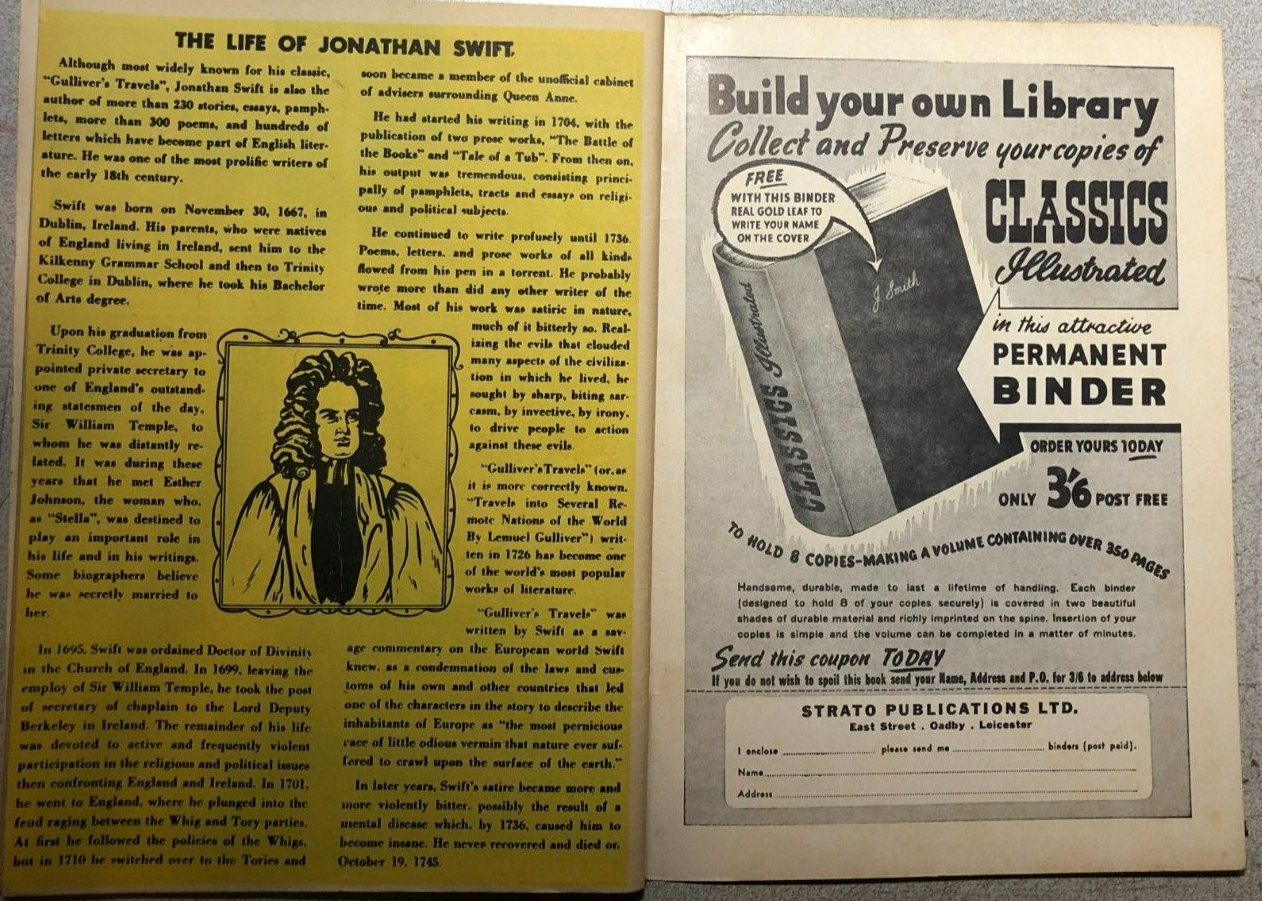 THE LIFE OF JONATHAN SWIFT.
Although most widely known for his classic,
"Gulliver's Travels", Jonathan Swift is also the
author of more than 230 stories, essays, pamph-
lets, more than 300 poems, and hundreds of
letters which have become part of English liter-
ature. He was one of the most prolific writers of
the early 18th century.
Swift was born on November 30, 1667, in
Dublin, Ireland. His parents, who were natives
of England living in Ireland, sent him to the
Kilkenny Grammar School and then to Trinity
College in Dublin, where he took his Bachelor
of Arts degree.
Upon his graduation from
Trinity College, he was ap-
pointed private secretary to
one of England's outstand-
ing statesmen of the day,
Sir William Temple, to
whom he was distantly re-
lated. It was during these
years that he met Esther
Johnson, the woman who,
as "Stella", was destined to
play an important role in
his life and in his writings.
Some biographers believe
he was secretly married to
her.
In 1695, Swift was ordained Doctor of Divinity
in the Church of England. In 1699, leaving the
employ of Sir William Temple, he took the post
of secretary of chaplain to the Lord Deputy
Berkeley in Ireland. The remainder of his life
was devoted to active and frequently violent
participation in the religious and political issues
then confronting England and Ireland. In 1701,
he went to England, where he plunged into the
feud raging between the Whig and Tory parties.
At first he followed the policies of the Whigs,
but in 1710 he switched over to the Tories and
soon became a member of the unofficial cabinet
of advisers surrounding Queen Anne.
He had started his writing in 1704, with the
publication of two prose works, "The Battle of
the Books" and "Tale of a Tub". From then on,
his output was tremendous, consisting princi-
pally of pamphlets, tracts and essays on religi-
ous and political subjects.
He continued to write profusely until 1736.
Poems, letters, and prose works of all kinds
flowed from his pen in a torrent. He probably
wrote more than did any other writer of the
time. Most of his work was satiric in nature,
much of it bitterly so. Real-
izing the evils that clouded
many aspects of the civiliza-
tion in which he lived, he
sought by sharp, biting sar-
casm, by invective, by irony,
to drive people to action
against these evils.
"Gulliver's Travels" (or, as
it is more correctly known,
"Travels into Several Re-
mote Nations of the World
By Lemuel Gulliver") writ-
ten in 1726 has become one
of the world's most popular
works of literature.
"Gulliver's Travels" was
written by Swift as a sav-
age commentary on the European world Swift
knew, as a condemnation of the laws and cus-
toms of his own and other countries that led
one of the characters in the story to describe the
inhabitants of Europe as "the most pernicious
race of little odious vermin that nature ever suf-
fered to crawl upon the surface of the earth."
In later years, Swift's satire became more and
more violently bitter, possibly the result of a
mental disease which, by 1736, caused him to
become insane. He never recovered and died on
October 19, 1745.
Build your own Library
Collect and Preserve your copies of
CLASSICS
Illustrated
FREE
WITH THIS BINDER
REAL GOLD LEAF TO
WRITE YOUR NAME
ON THE COVER
J. Smith
CLASSICS Illustrated
in this attractive
PERMANENT
BINDER
ORDER YOURS TODAY
ONLY 3'6 POST FREE
TO HOLD 8 COPIES-MAKING A VOLUME CONTAINING OVER 350 PAGES
Handsome, durable, made to last a lifetime of handling. Each binder
(designed to hold 8 of your copies securely) is covered in two beautiful
shades of durable material and richly imprinted on the spine. Insertion of your
copies is simple and the volume can be completed in a matter of minutes.
Send this coupon TODAY
If you do not wish to spoil this book send your Name, Address and P.O. for 3/6 to address below
STRATO PUBLICATIONS LTD.
East Street . Oadby . Leicester
I enclose please send me binders (post paid).
Name
Address